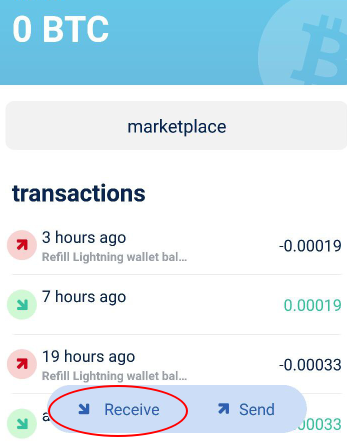 0 BTC
marketplace
transactions
3 hours ago
-0.00019
Refill Lightning wallet bal...
7 hours ago
0.00019
19 hours ago
-0.00033
Refill Lightning wallet bal...
Receive
Send